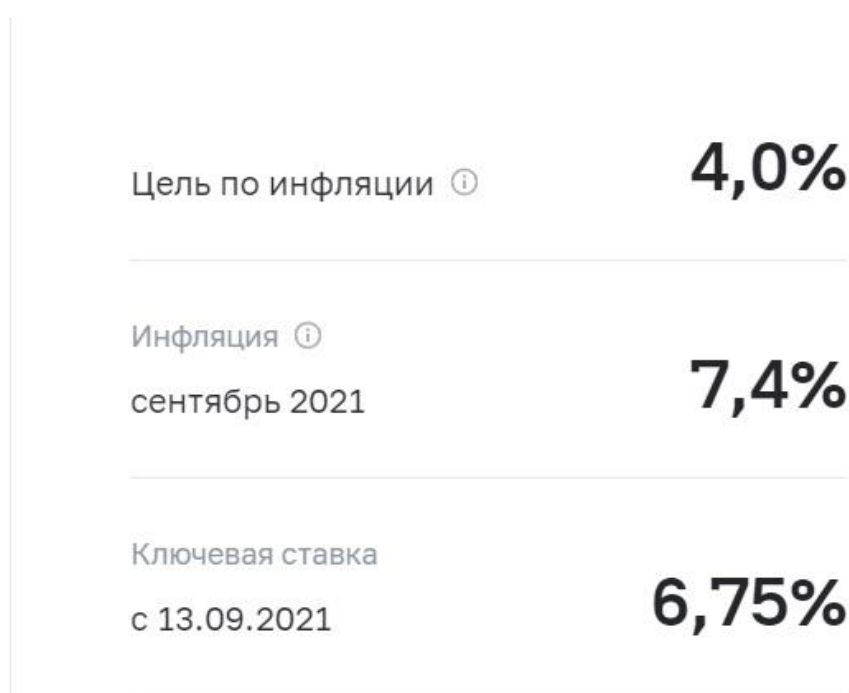 Цель по инфляции
4,0%
Инфляция
сентябрь 2021
7,4%
Ключевая ставка
с 13.09.2021
6,75%